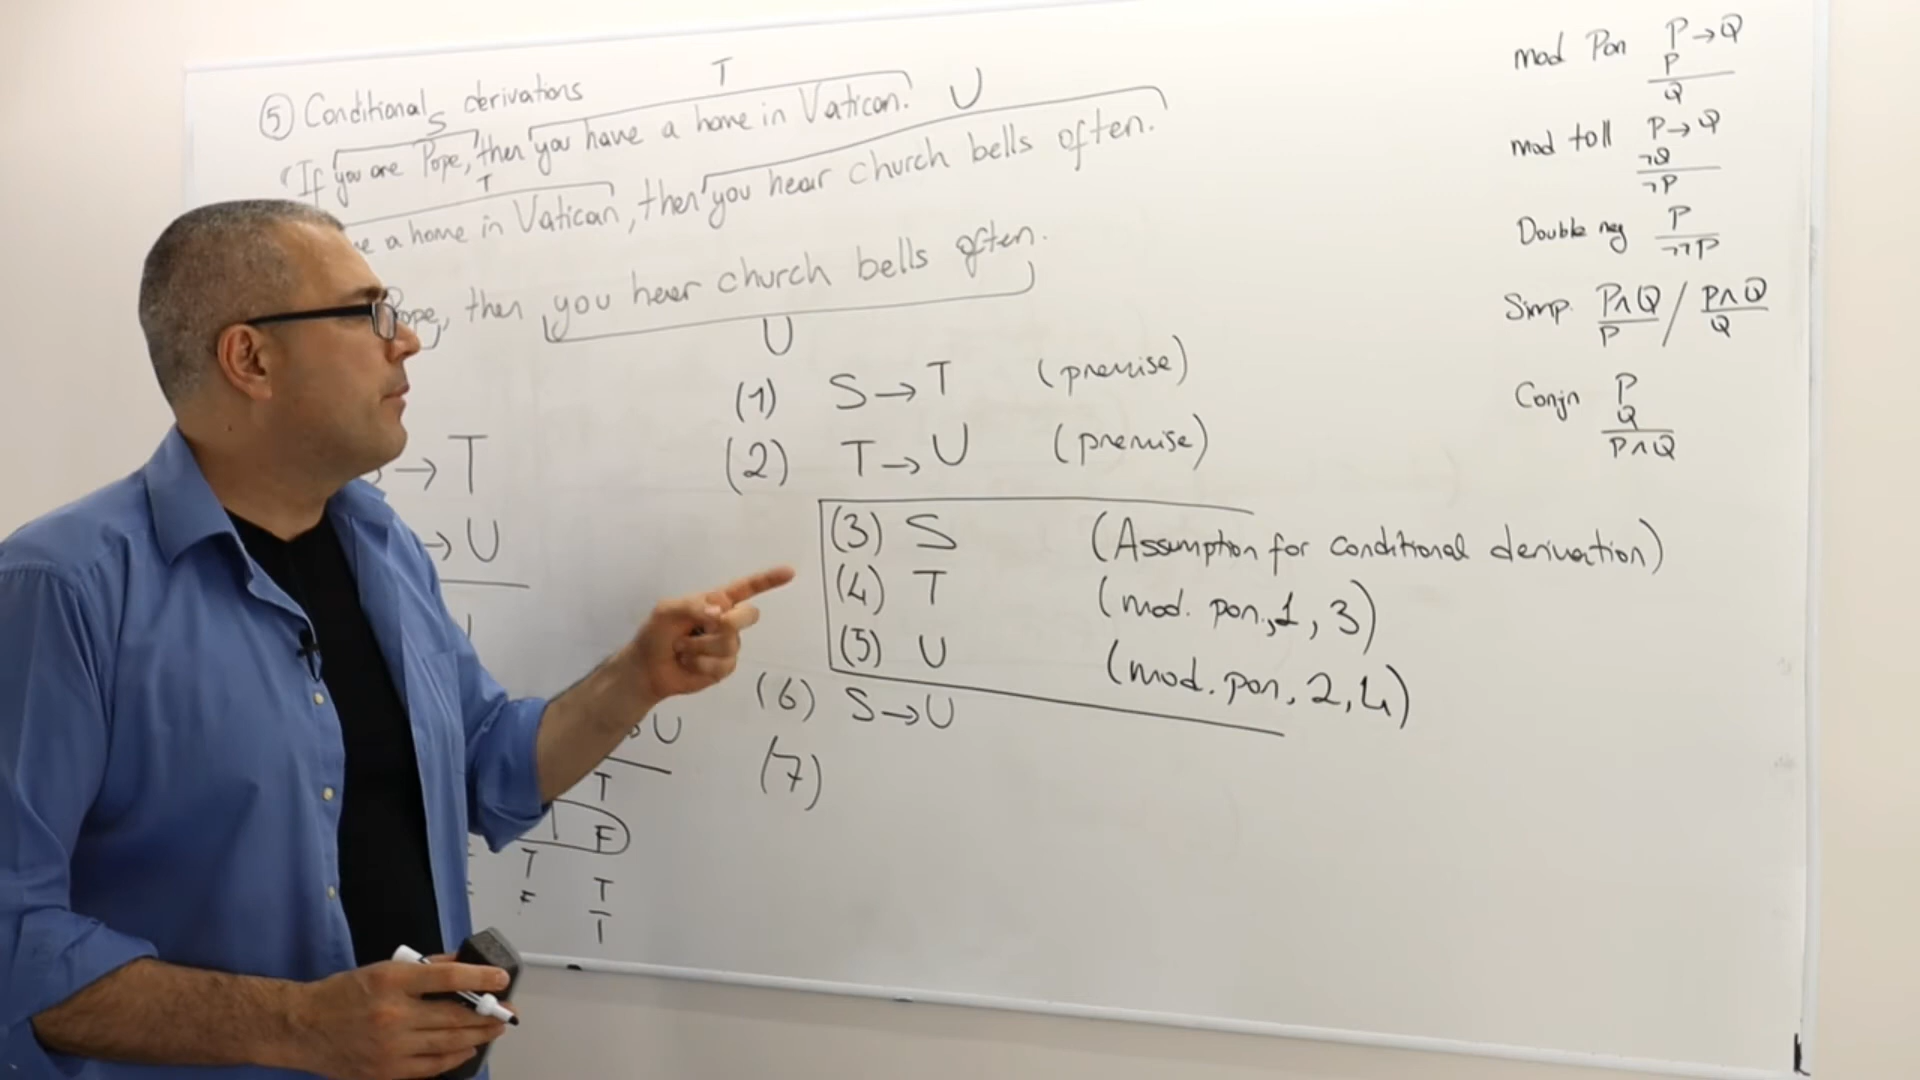 ⑤ Conditional derivations
S
T
"If you are Pope, then you have a home in Vatican.
T
U
a home in Vatican, then you hear church bells often.
Pope, then you hear church bells often.
U
(1) S → T (premise)
(2) T → U (premise)
(3) S (Assumption for conditional derivation)
(4) T (mod. pon., 1, 3)
(5) U (mod. pon, 2, 4)
(6) S → U
(7)
→ T
→ U
U
T
F
T
F
T
T
mod Pon P → Q
P
Q
mod toll P → Q
¬Q
¬P
Double neg P
¬¬P
Simp. P∧Q / P∧Q
P Q
Conjn P
Q
P∧Q